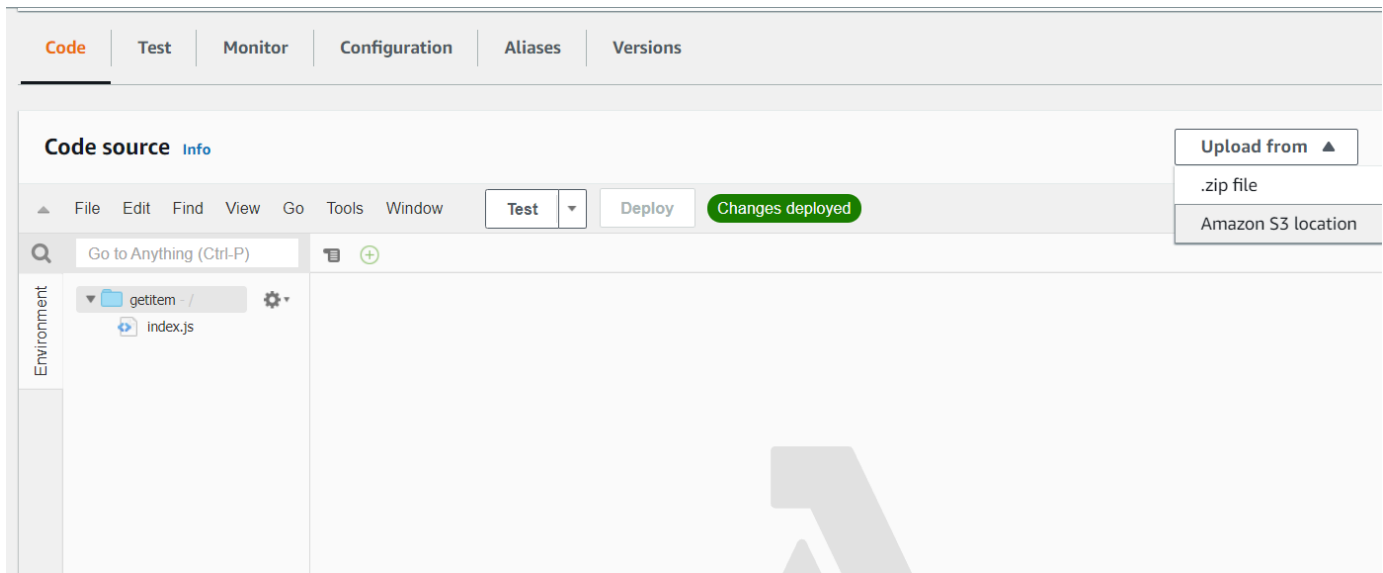 Code Test Monitor Configuration Aliases Versions
Code source Info
Upload from
.zip file
Amazon S3 location
File Edit Find View Go Tools Window Test Deploy Changes deployed
Go to Anything (Ctrl-P)
Environment
getitem - /
index.js